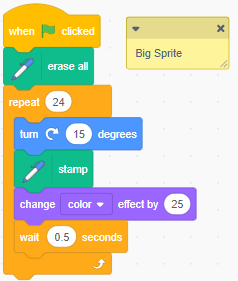 when clicked
Big Sprite
erase all
repeat 24
turn 15 degrees
stamp
change color effect by 25
wait 0.5 seconds